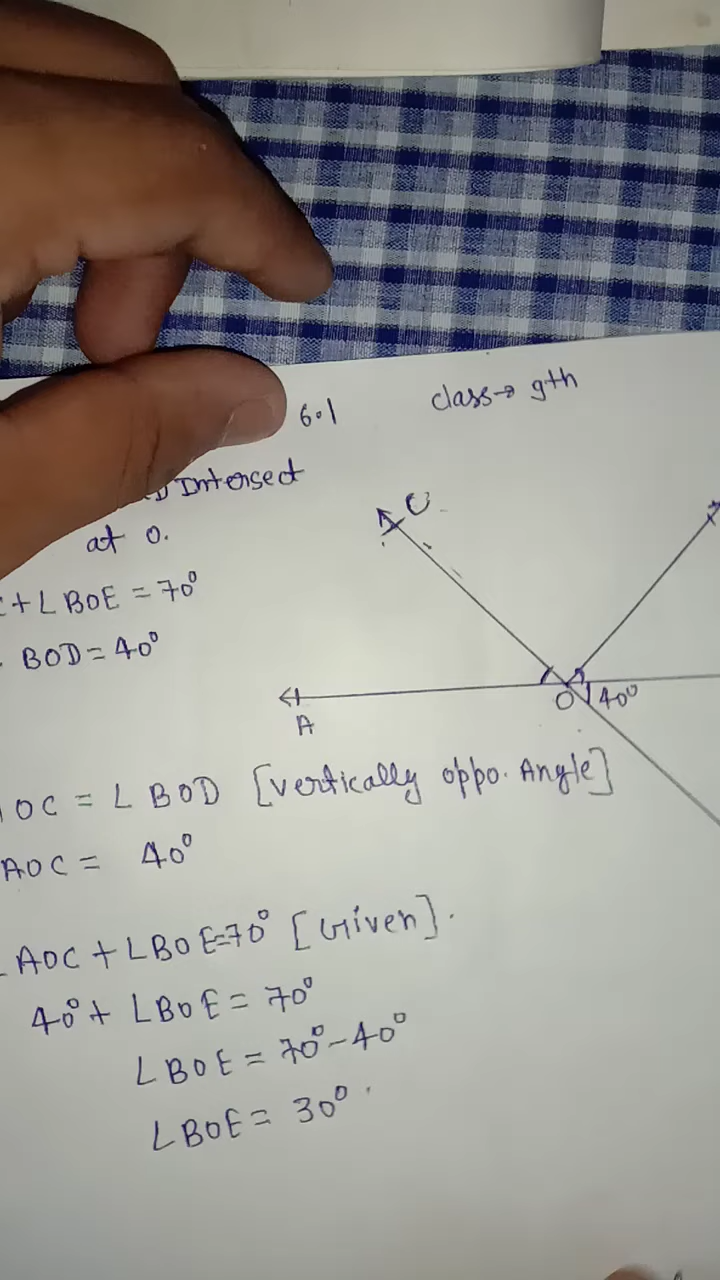 6.1 class→ 9th
Intersect
at O.
+ ∠BOE = 70°
BOD = 40°
C
A
O 40°
OC = ∠BOD [vertically oppo. Angle]
AOC = 40°
∠AOC + ∠BOE=70° [Given].
40° + ∠BOE = 70°
∠BOE = 70° - 40°
∠BOE = 30°.